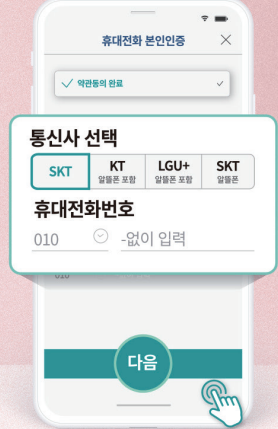 휴대전화 본인인증
약관동의 완료
통신사 선택
SKT
KT
알뜰폰 포함
LGU+
알뜰폰 포함
SKT
알뜰폰
휴대전화번호
010 -없이 입력
010
다음